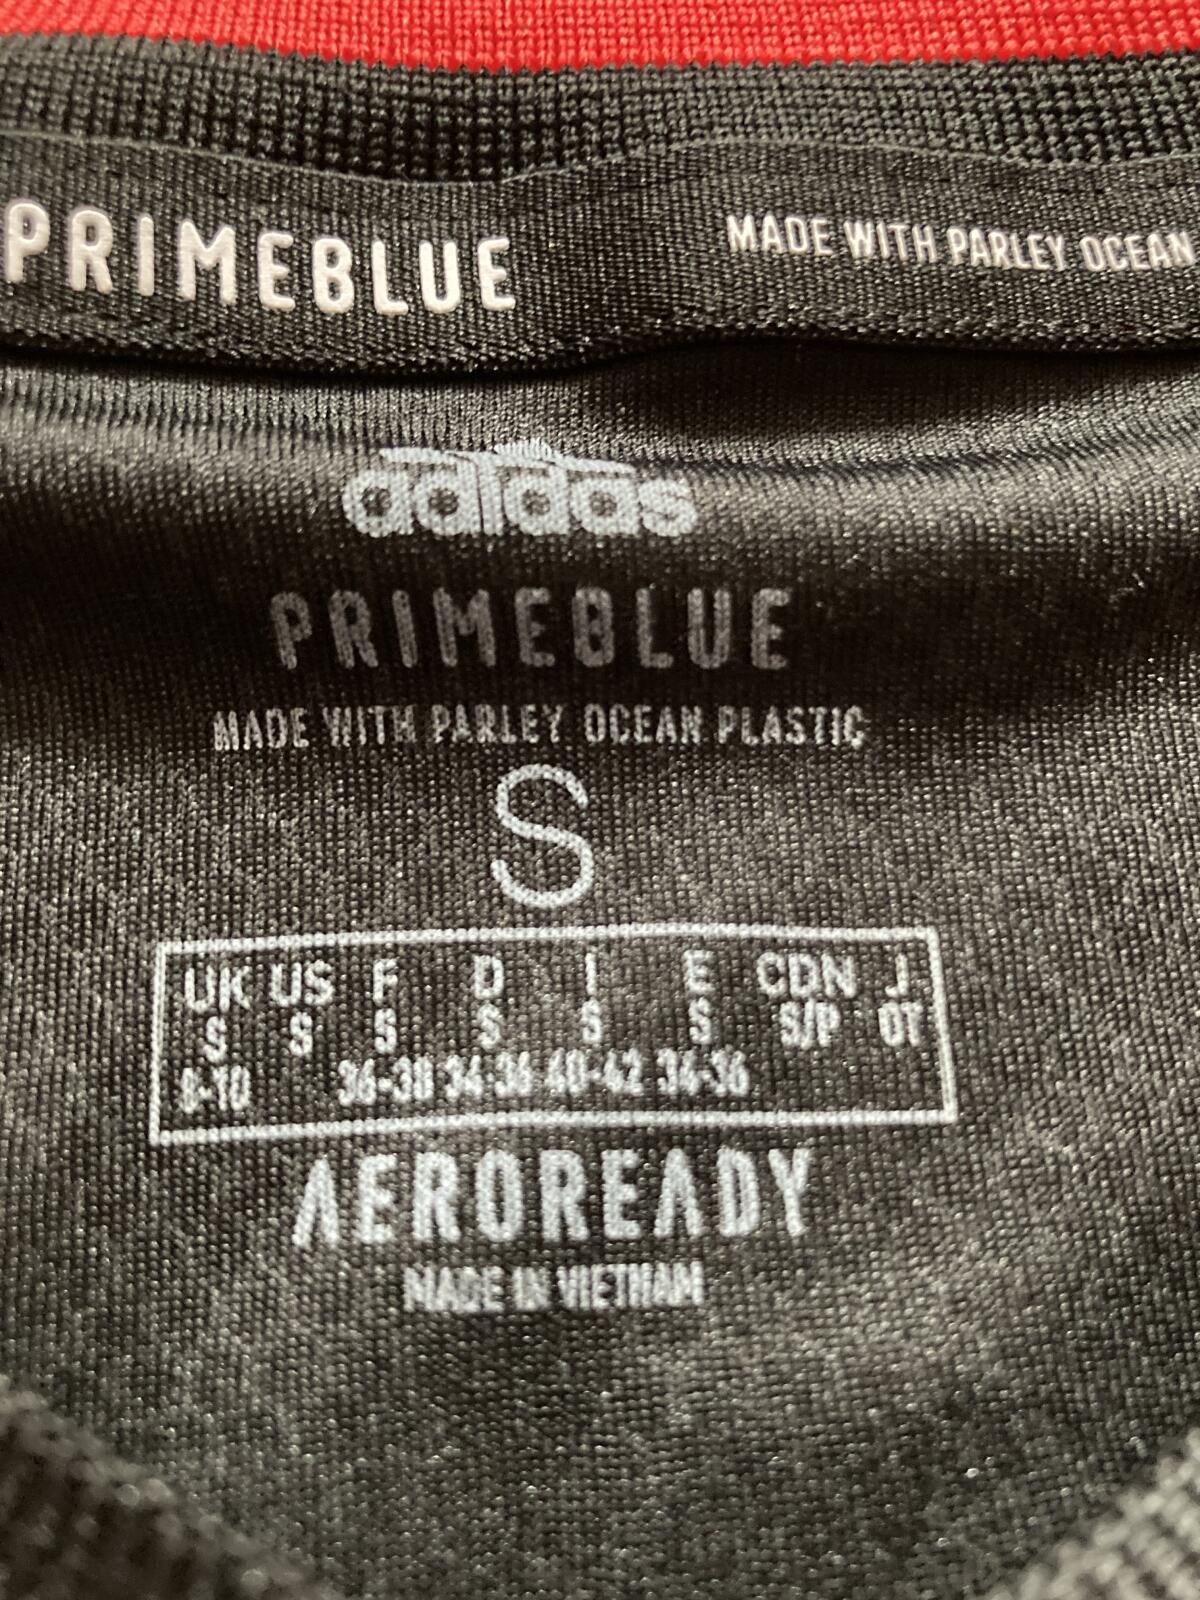 PRIMEBLUE MADE WITH PARLEY OCEAN
adidas
PRIMEBLUE
MADE WITH PARLEY OCEAN PLASTIC
S
UK US F D I E CDN J
S S S S S S S/P OT
8-10 36-38 34-36 40-42 34-36
AEROREADY
MADE IN VIETNAM